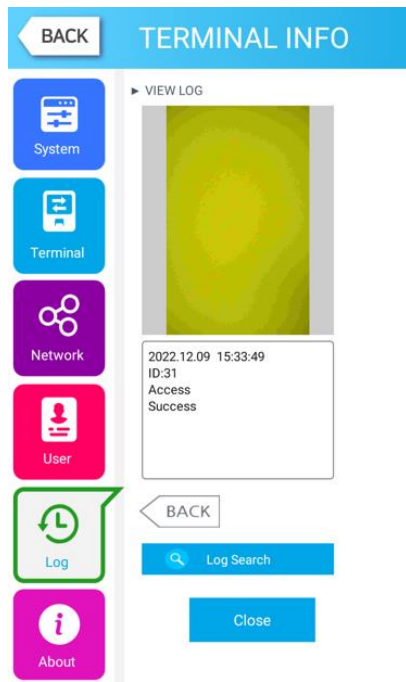 BACK
TERMINAL INFO
► VIEW LOG
System
Terminal
Network
User
Log
About
2022.12.09 15:33:49
ID:31
Access
Success
BACK
Log Search
Close